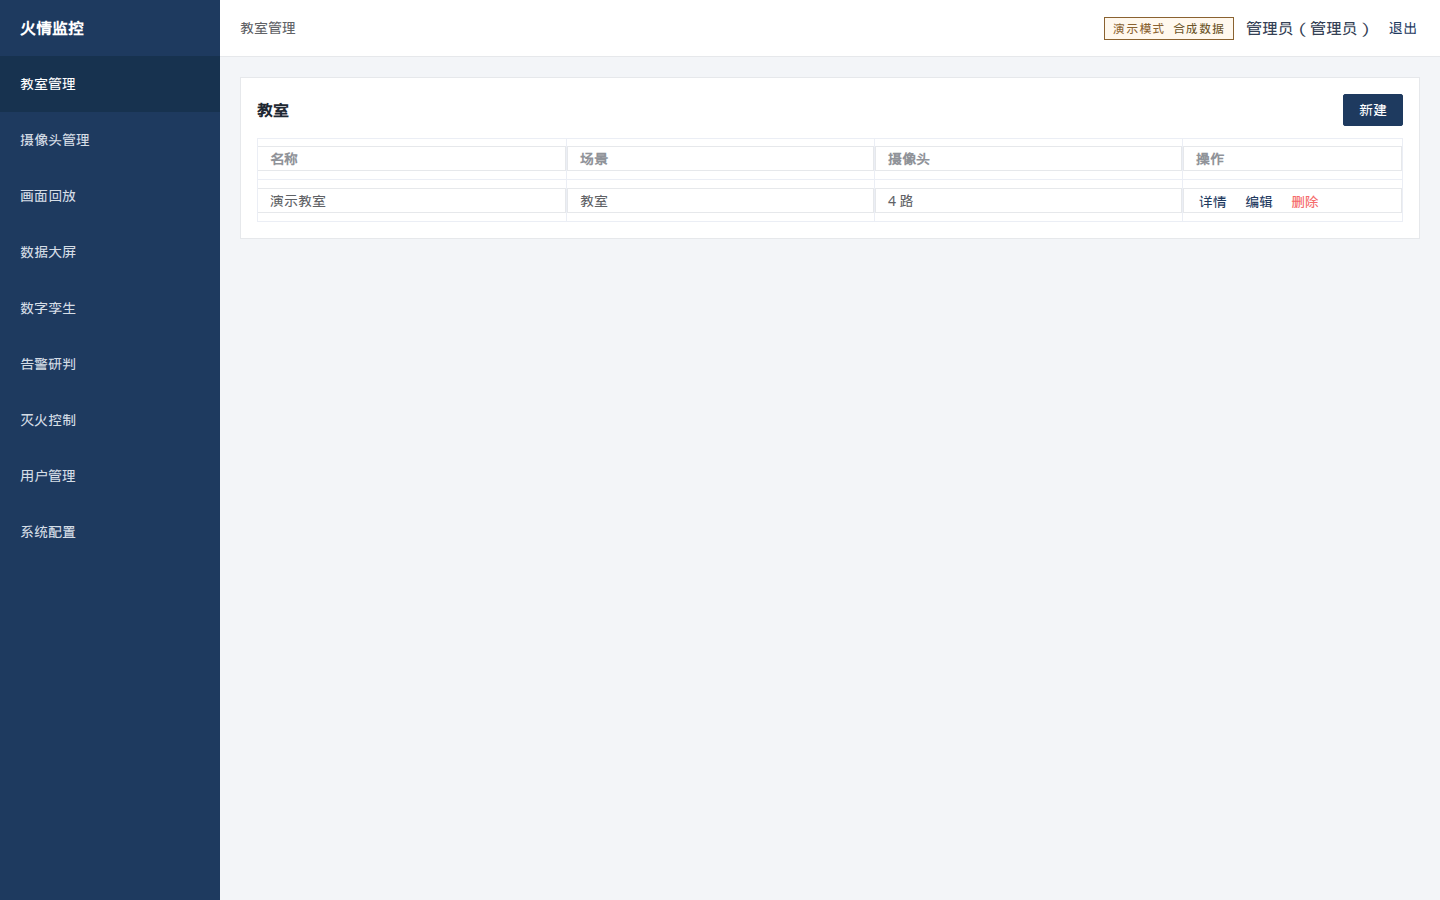 火情监控
教室管理
摄像头管理
画面回放
数据大屏
数字孪生
告警研判
灭火控制
用户管理
系统配置
教室管理
演示模式 合成数据
管理员（管理员）
退出
教室
新建
名称 场景 摄像头 操作
演示教室 教室 4 路 详情 编辑 删除